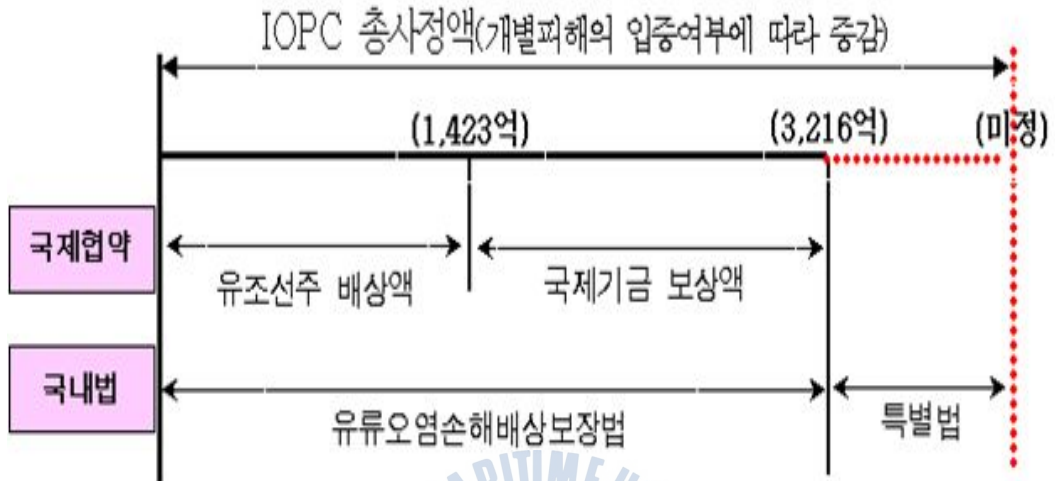 IOPC 총사정액(개별피해의 입증여부에 따라 증감)
(1,423억) (3,216억) (미정)
국제협약
유조선주 배상액 국제기금 보상액
국내법
유류오염손해배상보장법 특별법